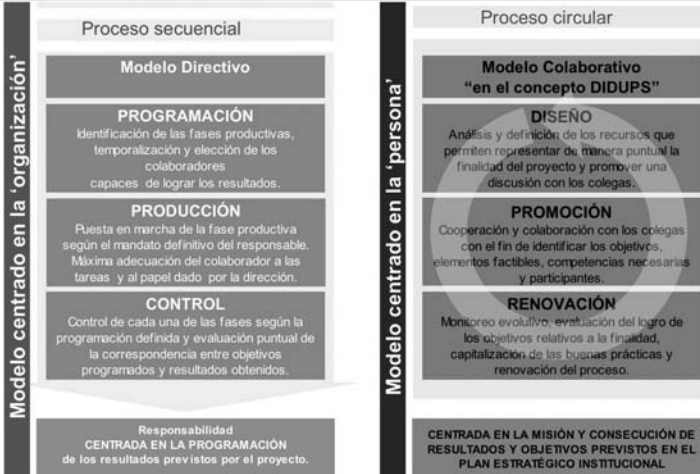 Modelo centrado en la 'organización'
Proceso secuencial
Modelo Directivo
PROGRAMACIÓN
Identificación de las fases productivas,
temporalización y elección de los
colaboradores
capaces de lograr los resultados.
PRODUCCIÓN
Puesta en marcha de la fase productiva
según el mandato definitivo del responsable.
Máxima adecuación del colaborador a las
tareas y al papel dado por la dirección.
CONTROL
Control de cada una de las fases según la
programación definida y evaluación puntual de
la correspondencia entre objetivos
programados y resultados obtenidos.
Responsabilidad
CENTRADA EN LA PROGRAMACIÓN
de los resultados previstos por el proyecto.
Modelo centrado en la 'persona'
Proceso circular
Modelo Colaborativo
"en el concepto DIDUPS"
DISEÑO
Análisis y definición de los recursos que
permiten representar de manera puntual la
finalidad del proyecto y promover una
discusión con los colegas.
PROMOCIÓN
Cooperación y colaboración con los colegas
con el fin de identificar los objetivos,
elementos factibles, competencias necesarias
y participantes.
RENOVACIÓN
Monitoreo evolutivo, evaluación del logro de
los objetivos relativos a la finalidad,
capitalización de las buenas prácticas y
renovación del proceso.
CENTRADA EN LA MISIÓN Y CONSECUCIÓN DE
RESULTADOS Y OBJETIVOS PREVISTOS EN EL
PLAN ESTRATÉGICO INSTITUCIONAL